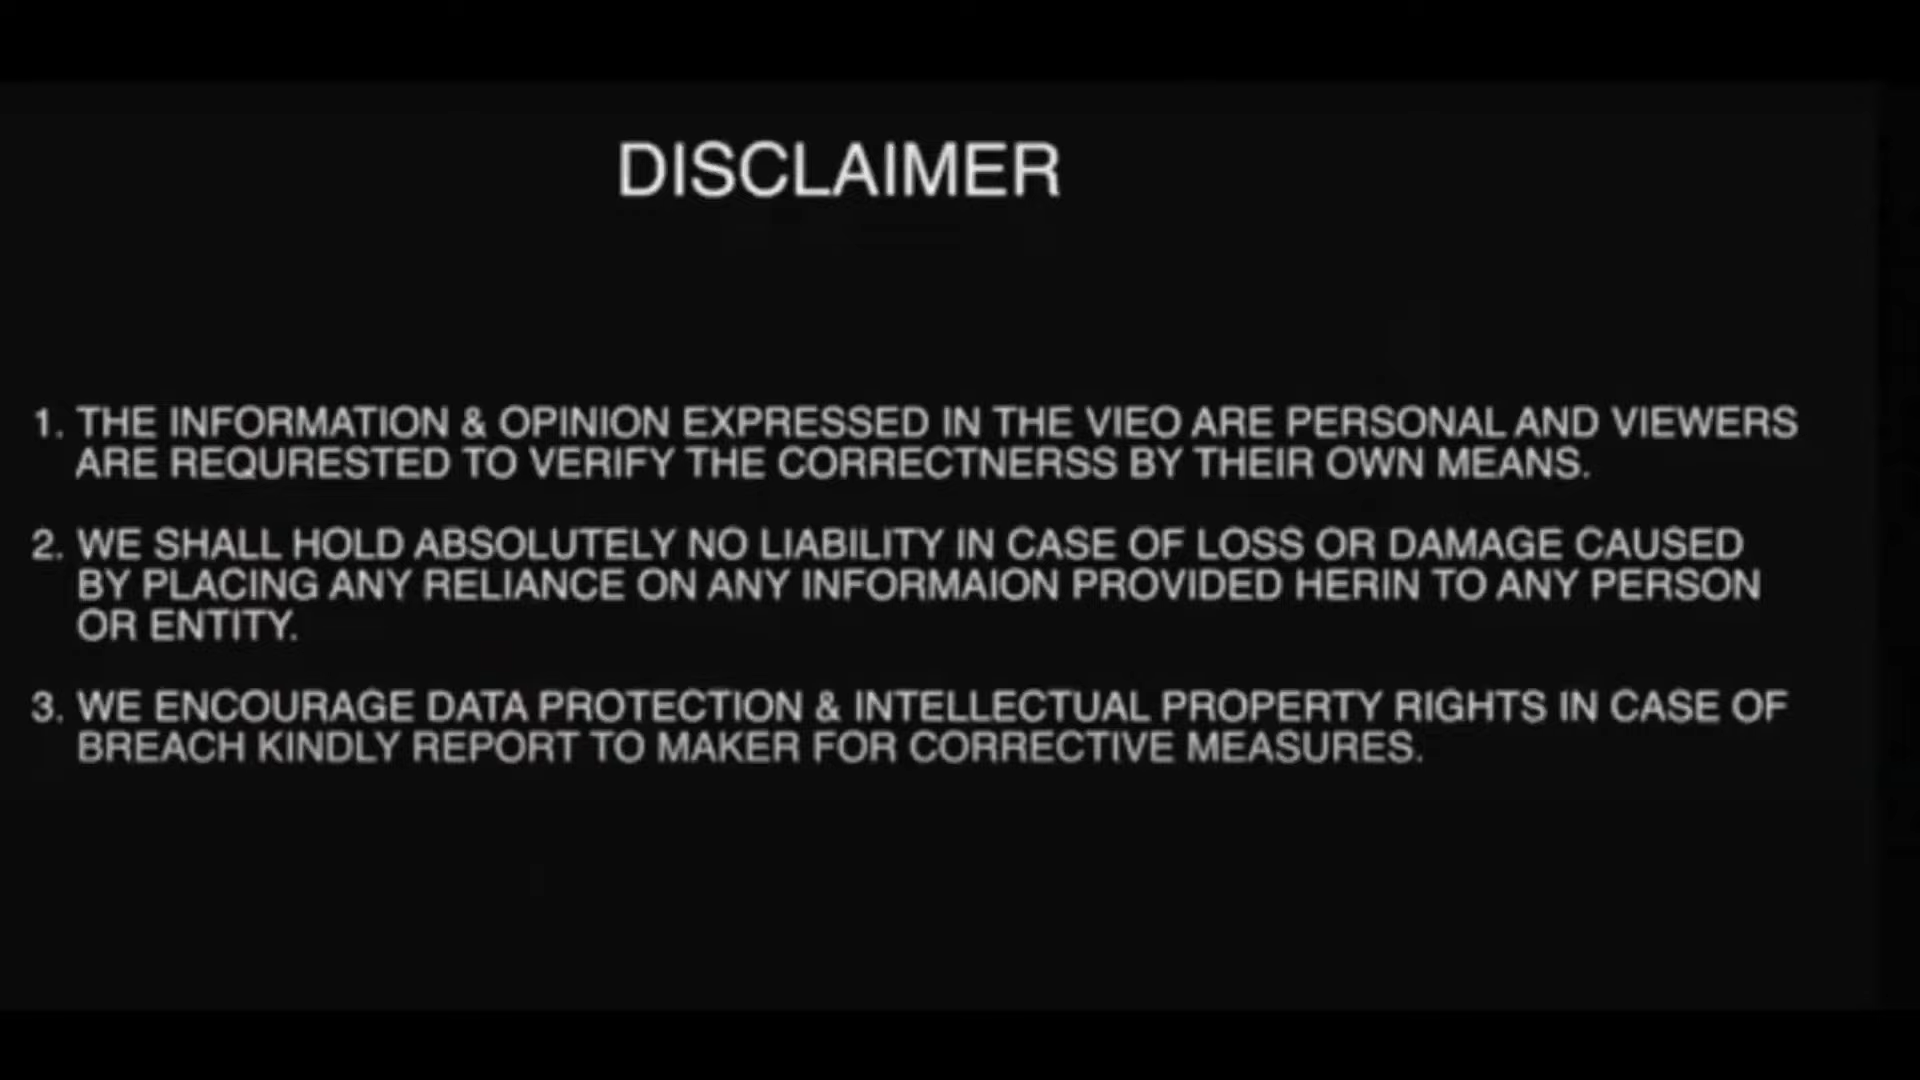 DISCLAIMER
1. THE INFORMATION & OPINION EXPRESSED IN THE VIEO ARE PERSONAL AND VIEWERS
ARE REQURESTED TO VERIFY THE CORRECTNERSS BY THEIR OWN MEANS.
2. WE SHALL HOLD ABSOLUTELY NO LIABILITY IN CASE OF LOSS OR DAMAGE CAUSED
BY PLACING ANY RELIANCE ON ANY INFORMAION PROVIDED HERIN TO ANY PERSON
OR ENTITY.
3. WE ENCOURAGE DATA PROTECTION & INTELLECTUAL PROPERTY RIGHTS IN CASE OF
BREACH KINDLY REPORT TO MAKER FOR CORRECTIVE MEASURES.